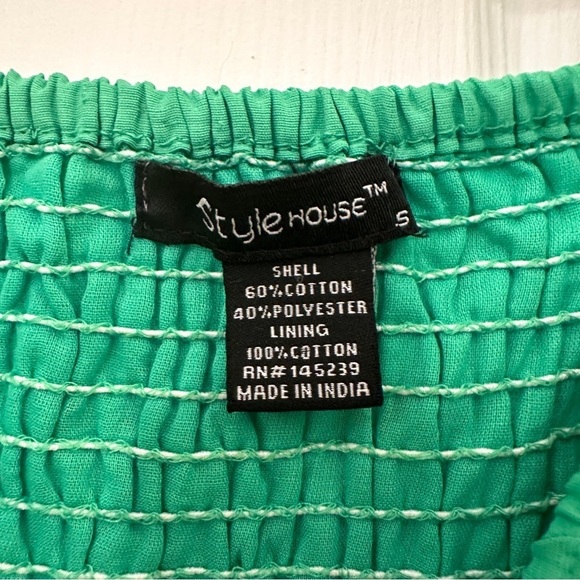 Style HOUSE™ S
SHELL
60%COTTON
40%POLYESTER
LINING
100%COTTON
RN# 145239
MADE IN INDIA